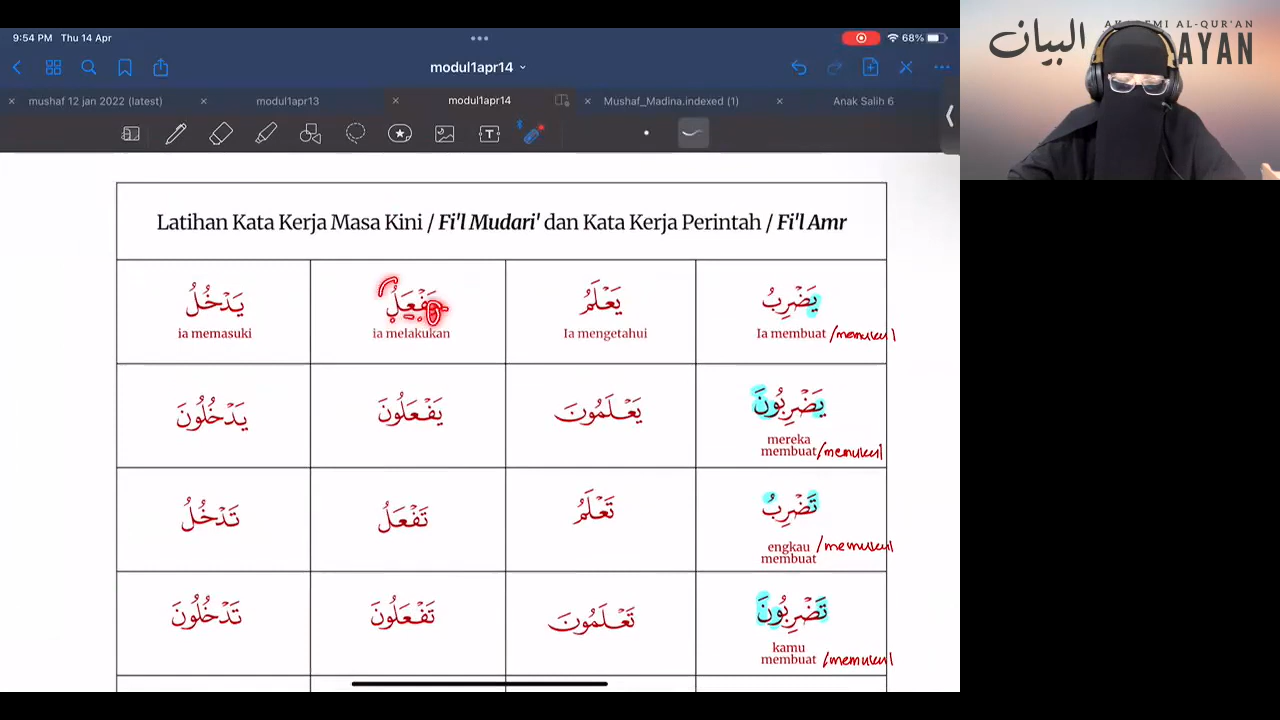 9:54 PM Thu 14 Apr
68%
modul1apr14
mushaf 12 jan 2022 (latest)
modul1apr13
modul1apr14
Mushaf_Madina.indexed (1)
Anak Salih 6
البيان
AL-QUR'AN
AYAN
Latihan Kata Kerja Masa Kini / Fi'l Mudari' dan Kata Kerja Perintah / Fi'l Amr
يَضْرِبُ
Ia membuat /memukul
يَعْلَمُ
Ia mengetahui
يَفْعَلُ
ia melakukan
يَدْخُلُ
ia memasuki
يَضْرِبُونَ
mereka
membuat /memukul
يَعْلَمُونَ
يَفْعَلُونَ
يَدْخُلُونَ
تَضْرِبُ
engkau /memukul
membuat
تَعْلَمُ
تَفْعَلُ
تَدْخُلُ
تَضْرِبُونَ
kamu
membuat /memukul
تَعْلَمُونَ
تَفْعَلُونَ
تَدْخُلُونَ